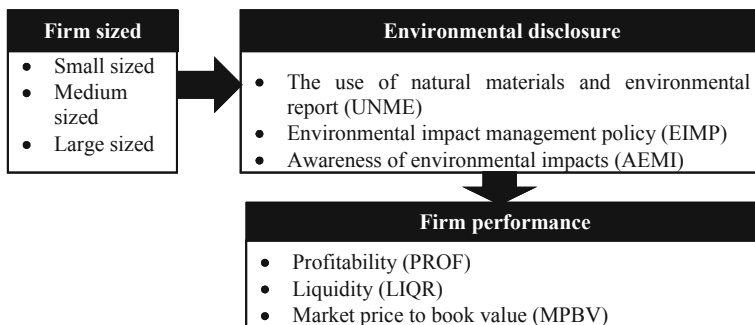 Firm sized
• Small sized
• Medium
sized
• Large sized
Environmental disclosure
• The use of natural materials and environmental
report (UNME)
• Environmental impact management policy (EIMP)
• Awareness of environmental impacts (AEMI)
Firm performance
• Profitability (PROF)
• Liquidity (LIQR)
• Market price to book value (MPBV)